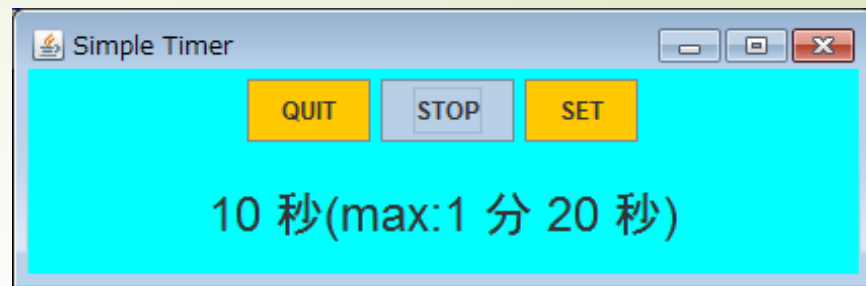 Simple Timer
QUIT STOP SET
10 秒(max:1 分 20 秒)